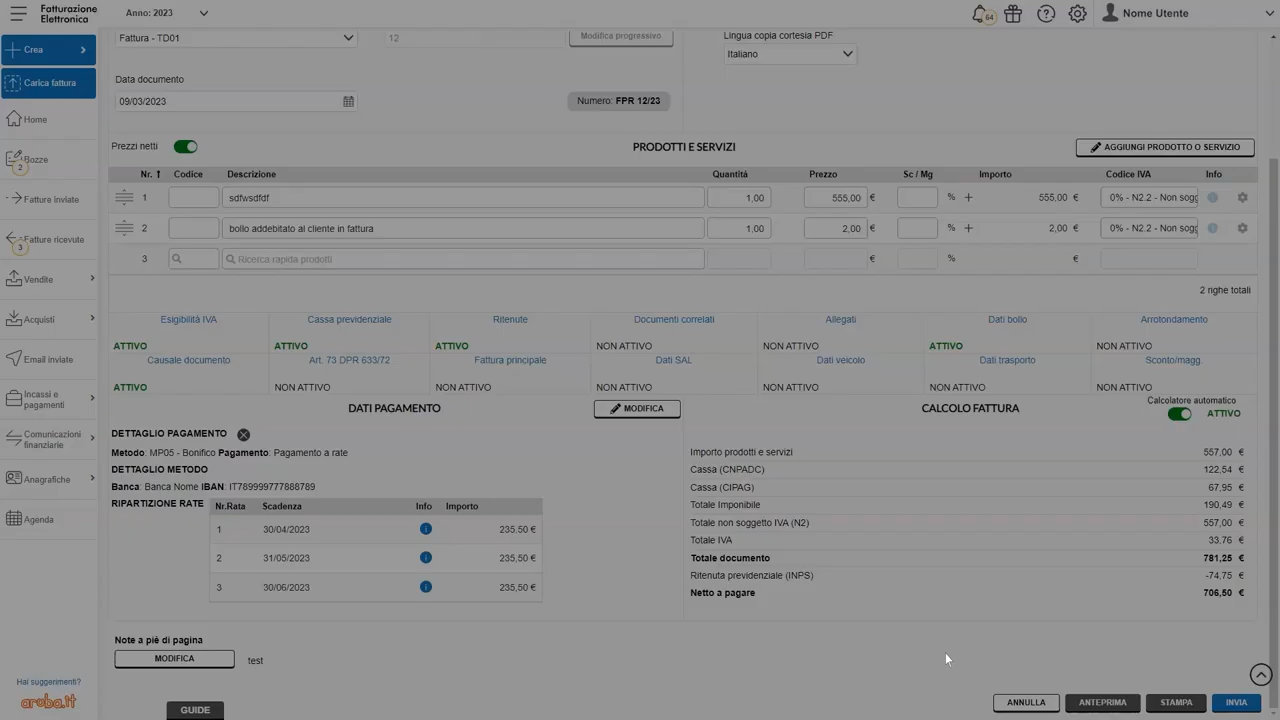 Fatturazione Elettronica
Anno: 2023
64
Nome Utente
Crea
Carica fattura
Home
Bozze
2
Fatture inviate
Fatture ricevute
3
Vendite
Acquisti
Email inviate
Incassi e pagamenti
Comunicazioni finanziarie
Anagrafiche
Agenda
Hai suggerimenti?
aruba.it
Fattura - TD01
12
Modifica progressivo
Lingua copia cortesia PDF
Italiano
Data documento
09/03/2023
Numero: FPR 12/23
Prezzi netti
PRODOTTI E SERVIZI
AGGIUNGI PRODOTTO O SERVIZIO
Nr. ↑ Codice Descrizione Quantità Prezzo Sc / Mg Importo Codice IVA Info
1 sdfwsdfdf 1,00 555,00 € % + 555,00 € 0% - N2.2 - Non sogg
2 bollo addebitato al cliente in fattura 1,00 2,00 € % + 2,00 € 0% - N2.2 - Non sogg
3 Ricerca rapida prodotti € % €
2 righe totali
Esigibilità IVA Cassa previdenziale Ritenute Documenti correlati Allegati Dati bollo Arrotondamento
ATTIVO ATTIVO ATTIVO NON ATTIVO NON ATTIVO ATTIVO NON ATTIVO
Causale documento Art. 73 DPR 633/72 Fattura principale Dati SAL Dati veicolo Dati trasporto Sconto/magg.
ATTIVO NON ATTIVO NON ATTIVO NON ATTIVO NON ATTIVO NON ATTIVO NON ATTIVO
DATI PAGAMENTO
MODIFICA
DETTAGLIO PAGAMENTO
Metodo: MP05 - Bonifico Pagamento: Pagamento a rate
DETTAGLIO METODO
Banca: Banca Nome IBAN: IT789999777888789
RIPARTIZIONE RATE
Nr.Rata Scadenza Info Importo
1 30/04/2023 235,50 €
2 31/05/2023 235,50 €
3 30/06/2023 235,50 €
CALCOLO FATTURA
Calcolatore automatico
ATTIVO
Importo prodotti e servizi 557,00 €
Cassa (CNPADC) 122,54 €
Cassa (CIPAG) 67,95 €
Totale Imponibile 190,49 €
Totale non soggetto IVA (N2) 557,00 €
Totale IVA 33,76 €
Totale documento 781,25 €
Ritenuta previdenziale (INPS) -74,75 €
Netto a pagare 706,50 €
Note a piè di pagina
MODIFICA
test
GUIDE
ANNULLA
ANTEPRIMA
STAMPA
INVIA